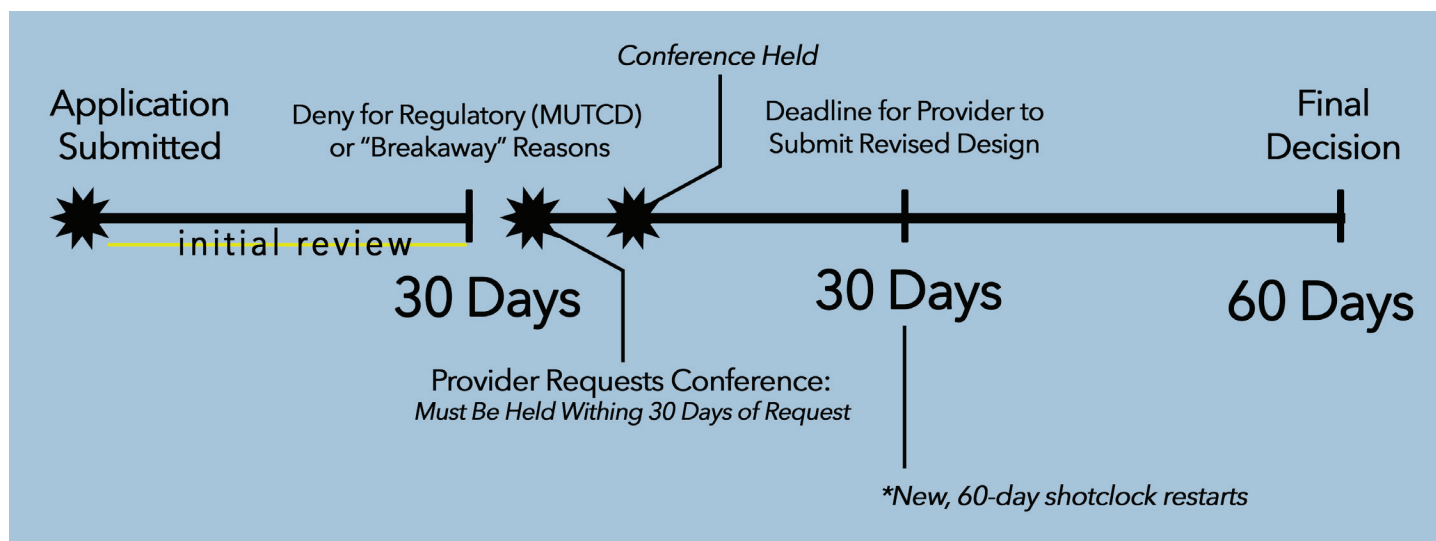 Conference Held
Application
Submitted
Deny for Regulatory (MUTCD)
or “Breakaway” Reasons
Deadline for Provider to
Submit Revised Design
Final
Decision
initial review
30 Days
30 Days
60 Days
Provider Requests Conference:
Must Be Held Withing 30 Days of Request
*New, 60-day shotclock restarts